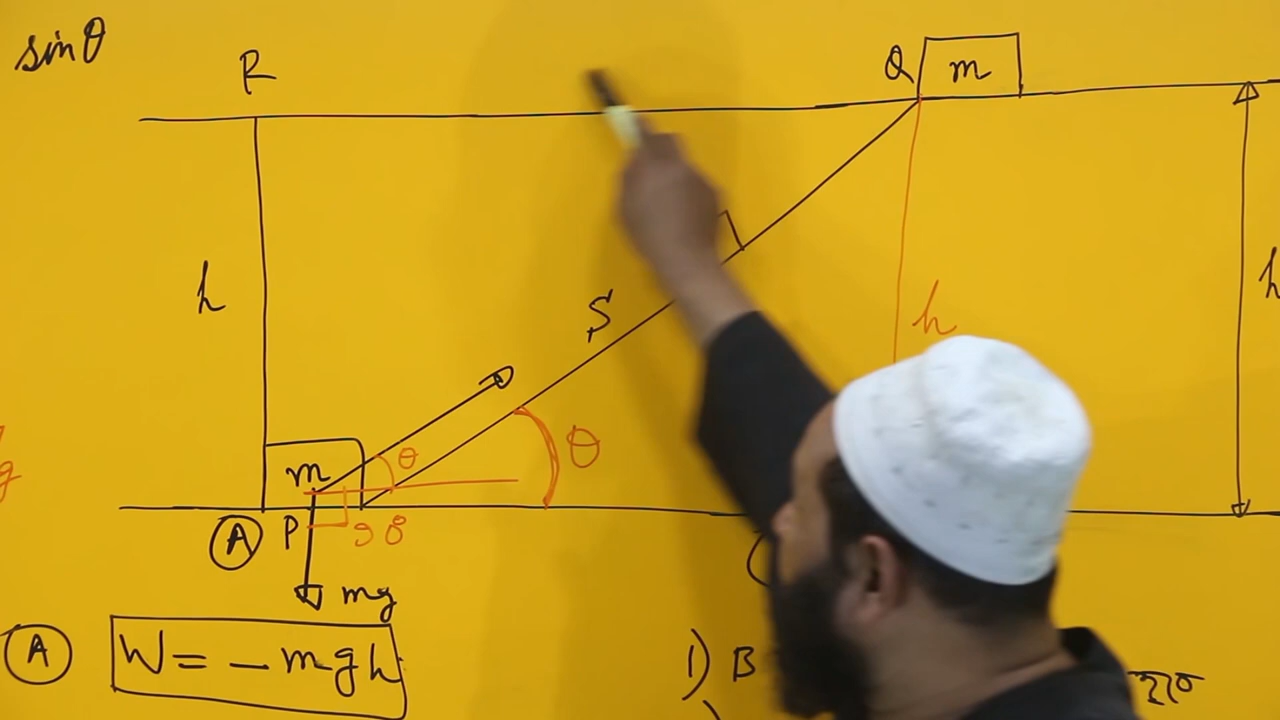 sinθ
R
Q
m
h
S
h
h
θ
θ
m
A
P
90
mg
g
A
W = - mgh
1) B